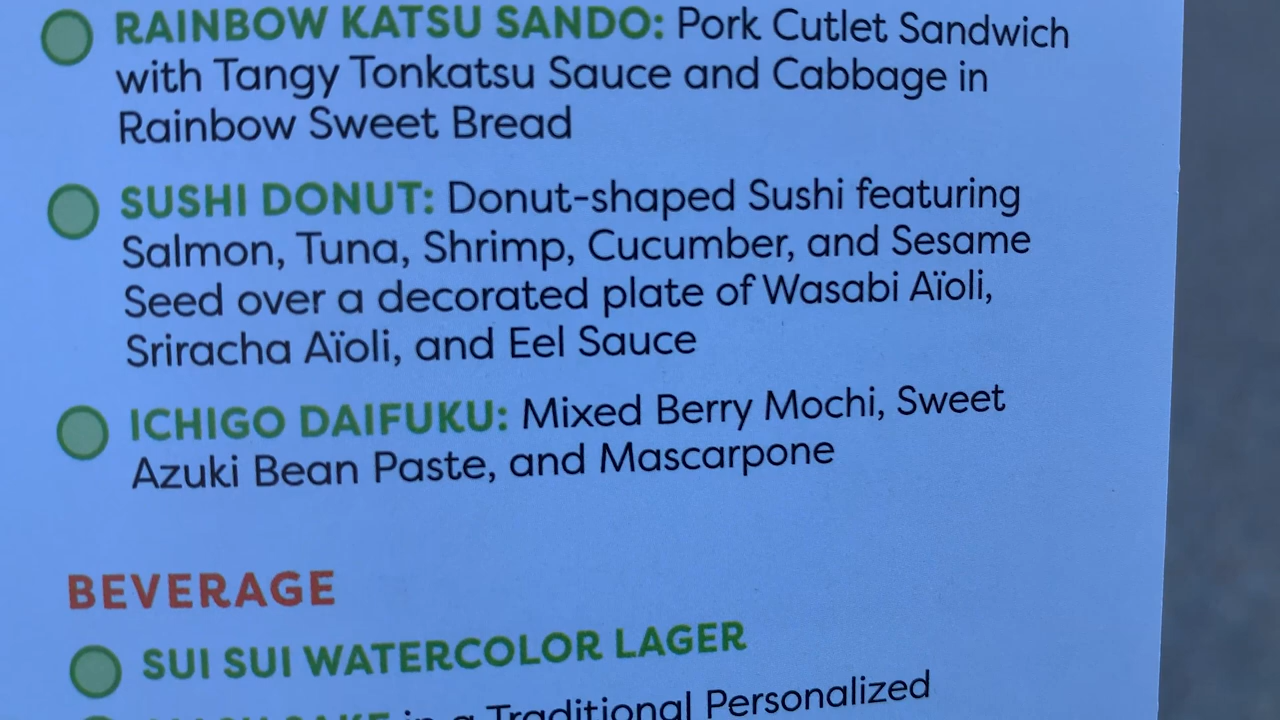 RAINBOW KATSU SANDO: Pork Cutlet Sandwich
with Tangy Tonkatsu Sauce and Cabbage in
Rainbow Sweet Bread
SUSHI DONUT: Donut-shaped Sushi featuring
Salmon, Tuna, Shrimp, Cucumber, and Sesame
Seed over a decorated plate of Wasabi Aïoli,
Sriracha Aïoli, and Eel Sauce
ICHIGO DAIFUKU: Mixed Berry Mochi, Sweet
Azuki Bean Paste, and Mascarpone
BEVERAGE
SUI SUI WATERCOLOR LAGER
in a Traditional Personalized